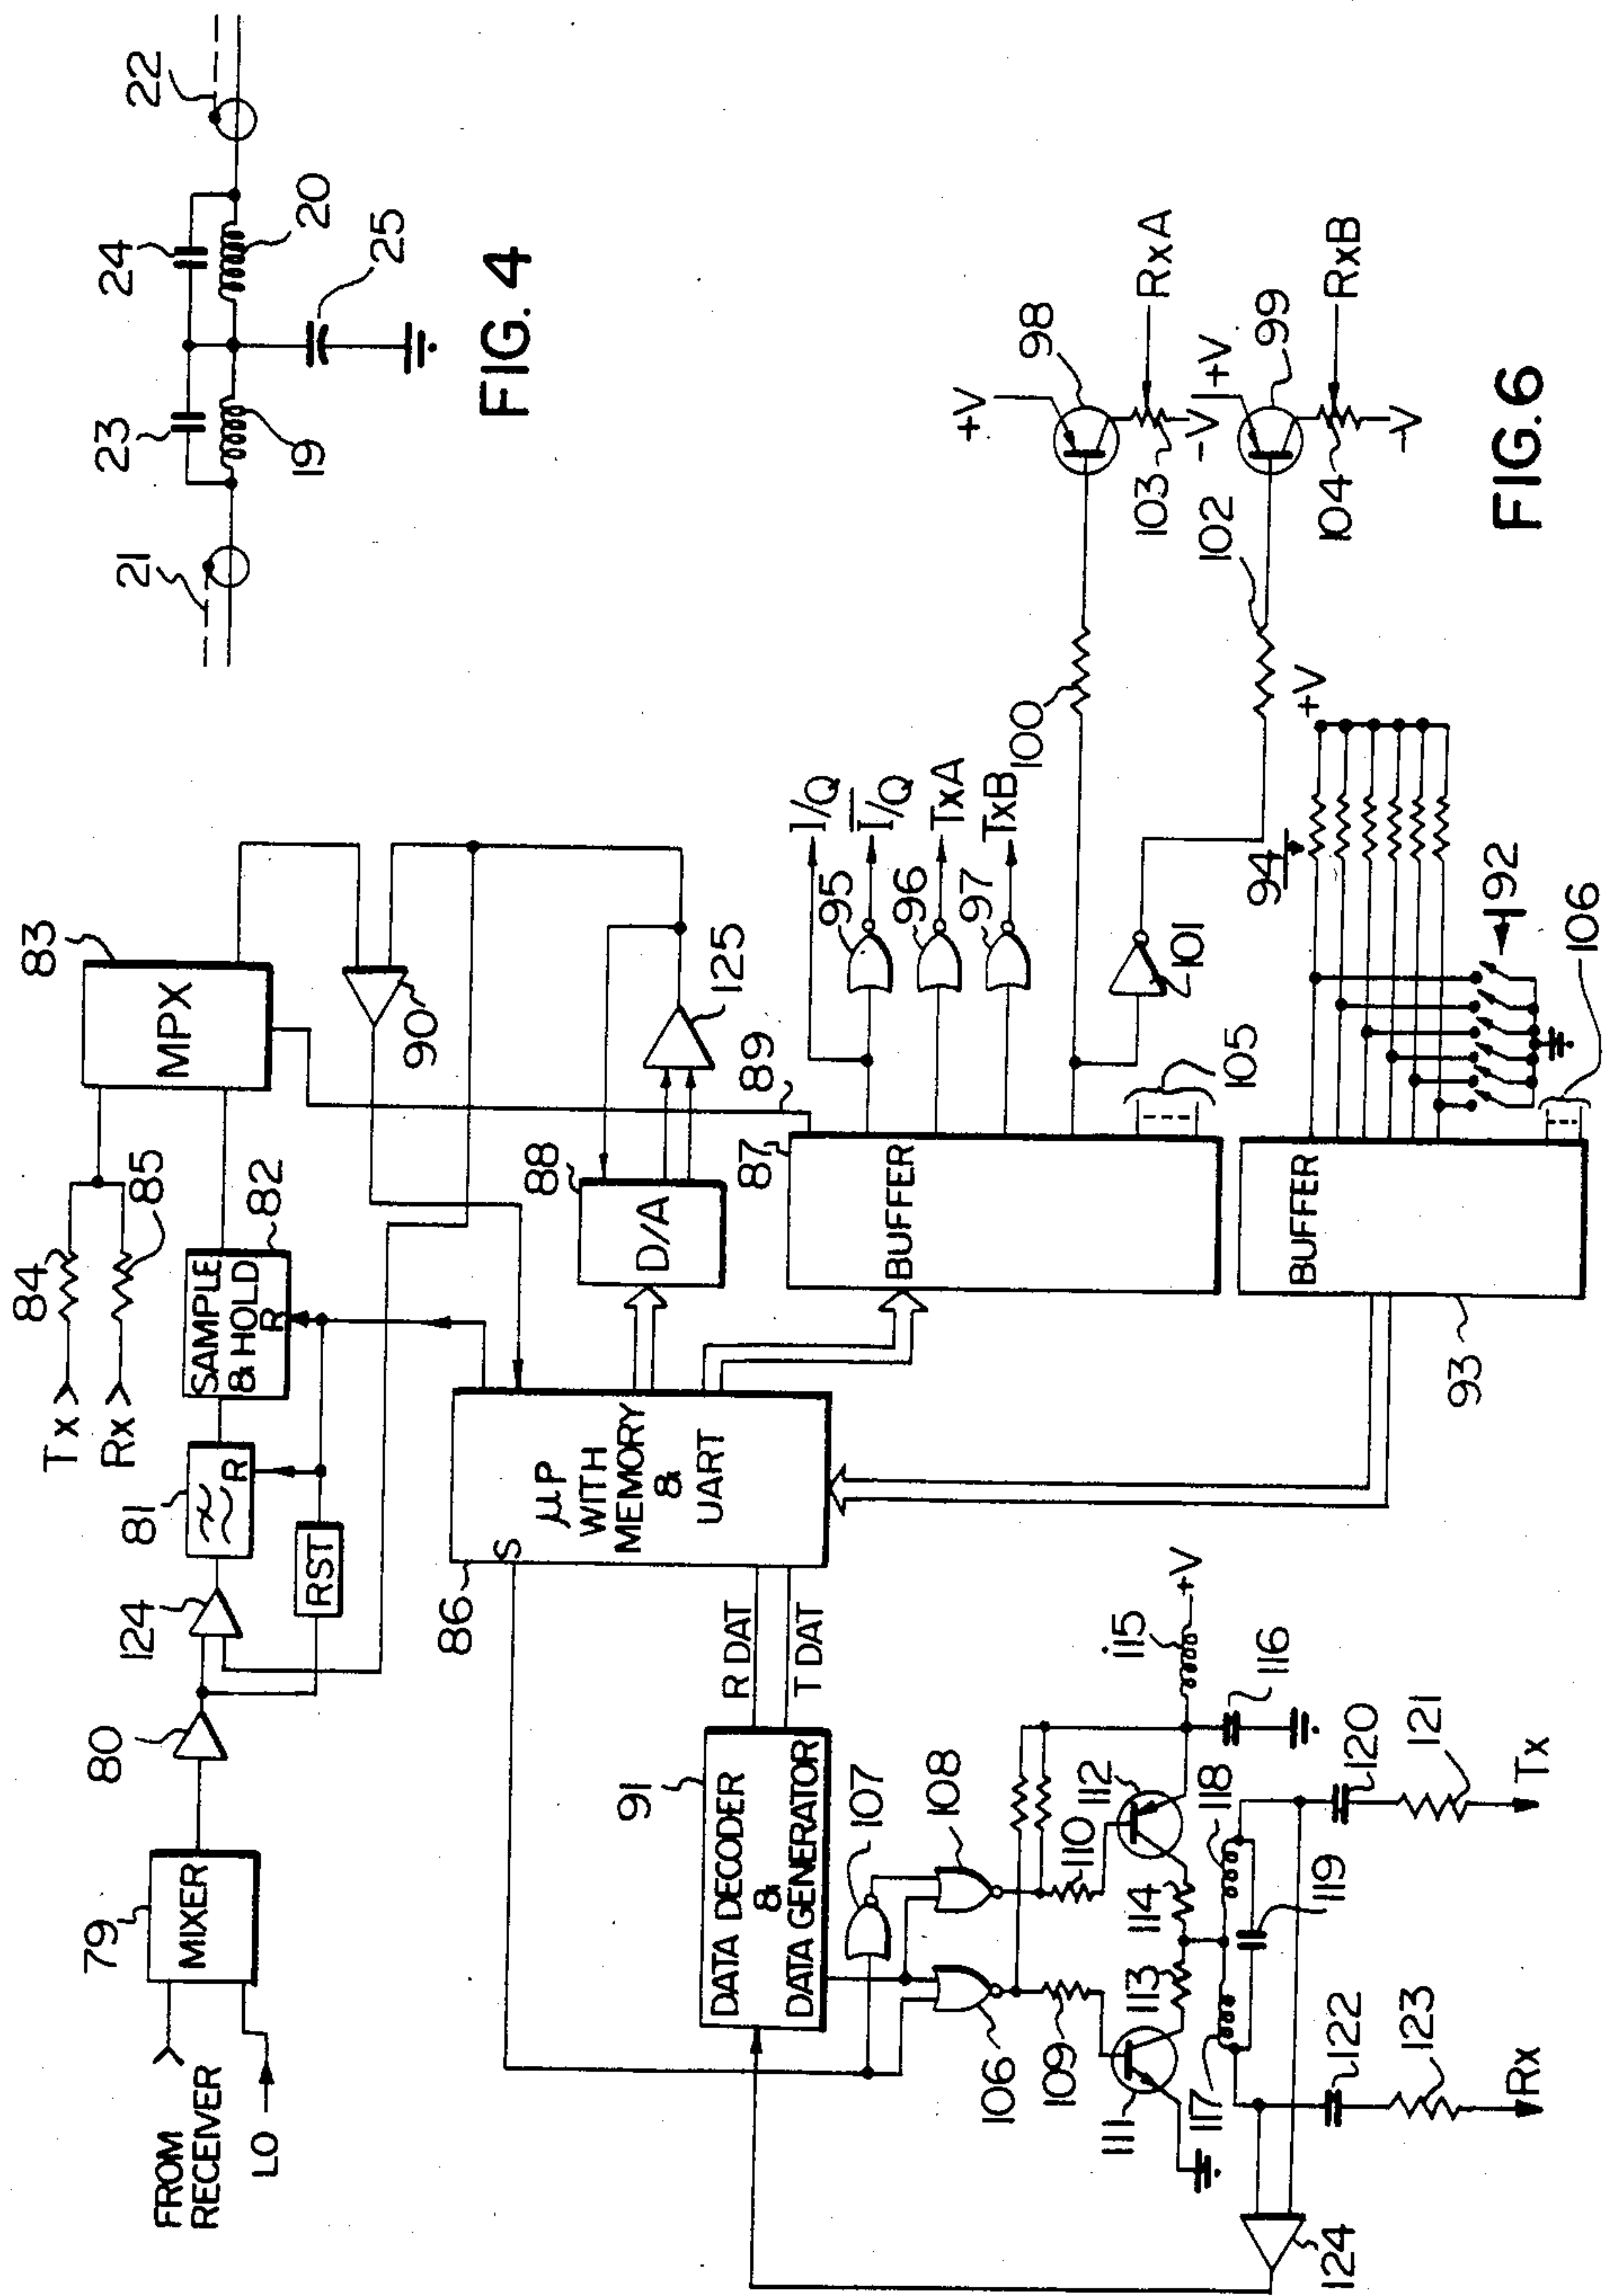 FIG. 4
21
22
23
24
19
20
25
FIG. 6
FROM
RECEIVER
LO
79
MIXER
80
124
81
R
RST
SAMPLE
& HOLD
R
82
Tx
Rx
84
85
83
MPX
90
125
88
D/A
89
86
S
µP
WITH
MEMORY
&
UART
R DAT
T DAT
91
DATA DECODER
&
DATA GENERATOR
87
BUFFER
I/Q
I/Q
TxA
TxB
95
96
97
100
101
102
105
+V
98
RxA
103
-V
+V
99
RxB
104
-V
BUFFER
93
94
+V
92
106
107
108
106
109
110
111
112
113
114
115
+V
116
117
118
119
120
121
Tx
122
123
Rx
124